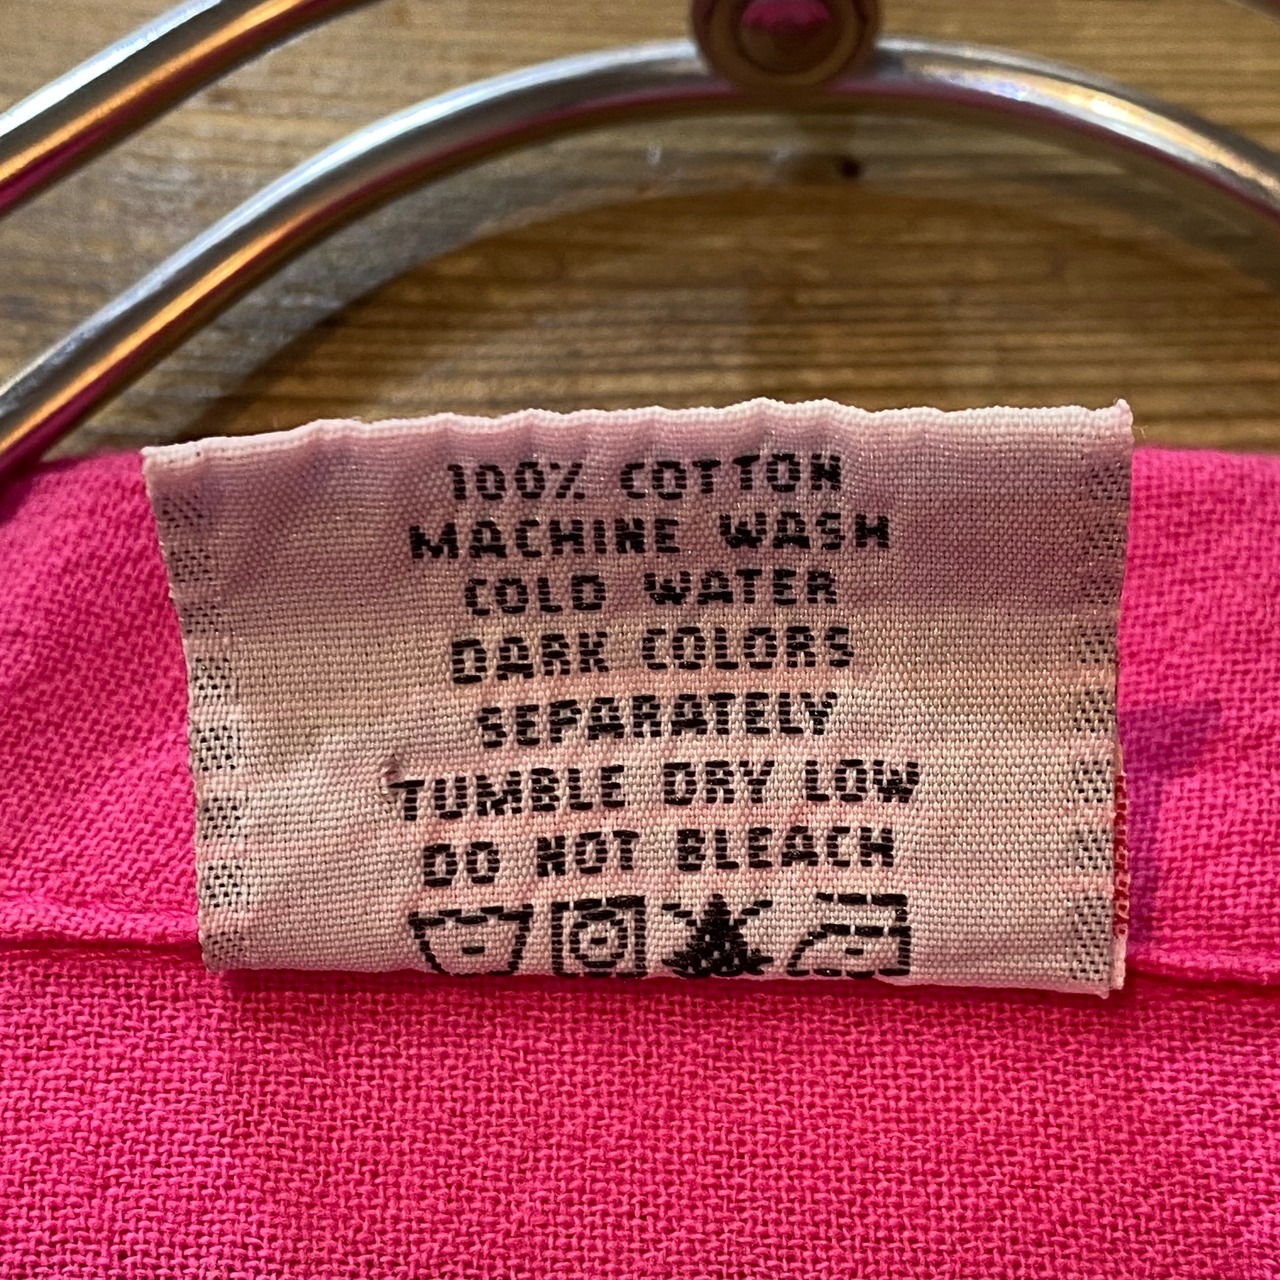 100% COTTON
MACHINE WASH
COLD WATER
DARK COLORS
SEPARATELY
TUMBLE DRY LOW
DO NOT BLEACH